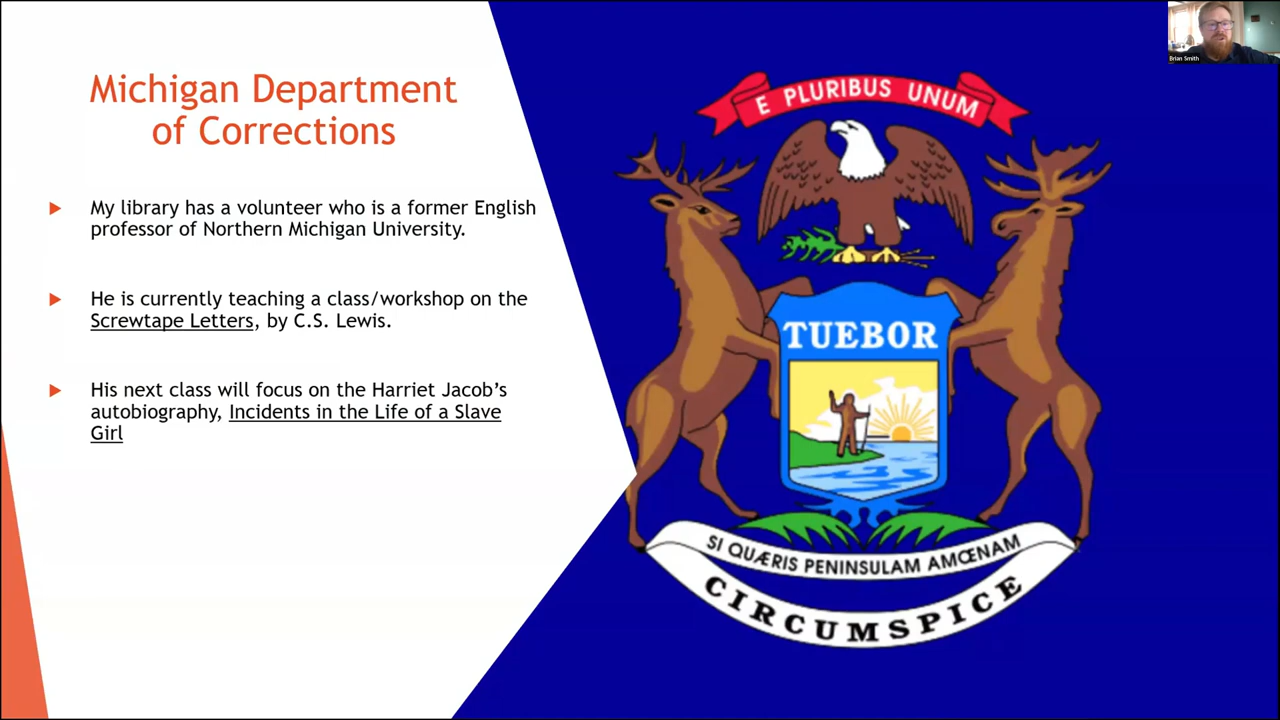 Michigan Department
of Corrections
My library has a volunteer who is a former English
professor of Northern Michigan University.
He is currently teaching a class/workshop on the
Screwtape Letters, by C.S. Lewis.
His next class will focus on the Harriet Jacob's
autobiography, Incidents in the Life of a Slave
Girl
E PLURIBUS UNUM
TUEBOR
SI QUÆRIS PENINSULAM AMŒNAM
CIRCUMSPICE
Brian Smith